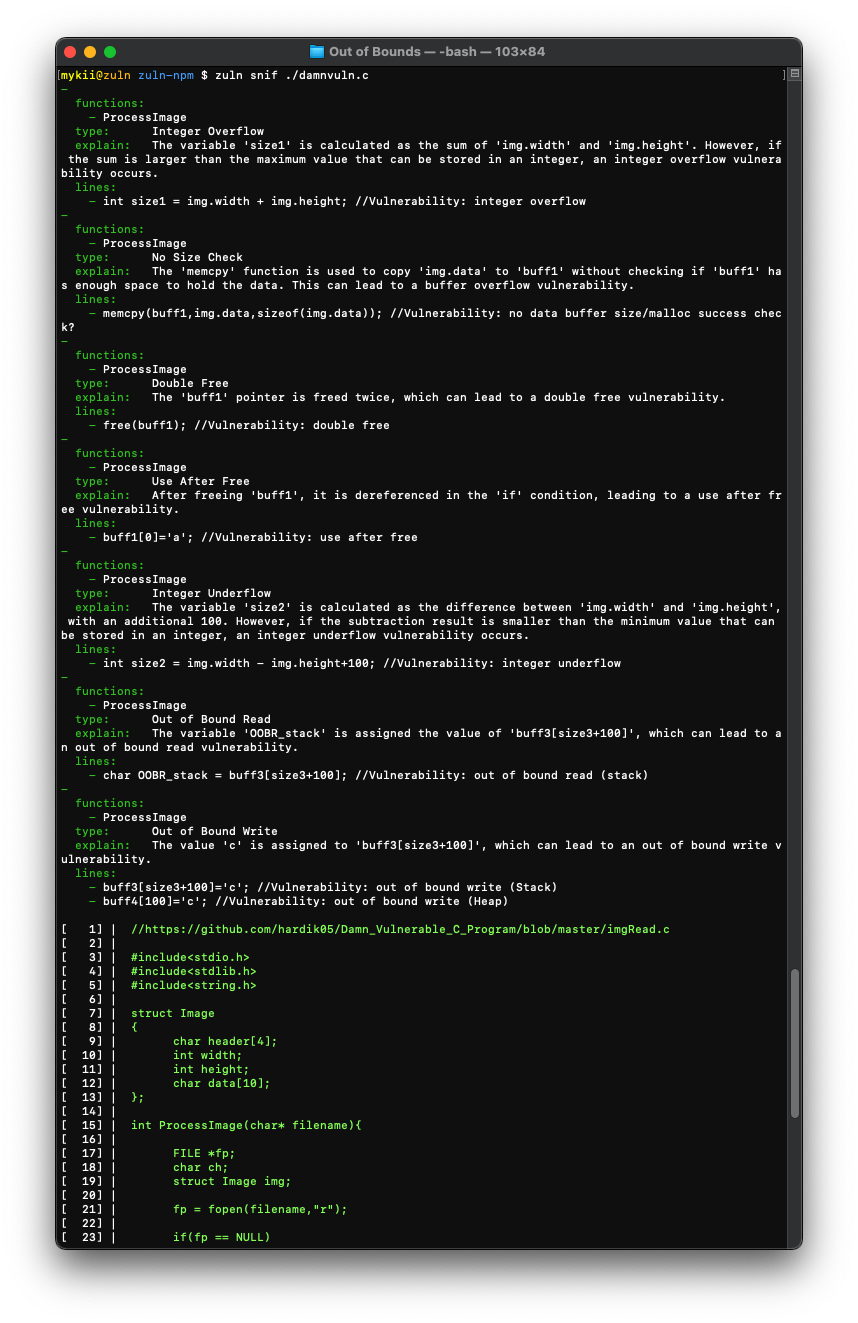 Out of Bounds — -bash — 103×84
[mykii@zuln zuln-npm $ zuln snif ./damnvuln.c ]
-
  functions:
    - ProcessImage
  type:      Integer Overflow
  explain:   The variable 'size1' is calculated as the sum of 'img.width' and 'img.height'. However, if
 the sum is larger than the maximum value that can be stored in an integer, an integer overflow vulnera
bility occurs.
  lines:
    - int size1 = img.width + img.height; //Vulnerability: integer overflow
-
  functions:
    - ProcessImage
  type:      No Size Check
  explain:   The 'memcpy' function is used to copy 'img.data' to 'buff1' without checking if 'buff1' ha
s enough space to hold the data. This can lead to a buffer overflow vulnerability.
  lines:
    - memcpy(buff1,img.data,sizeof(img.data)); //Vulnerability: no data buffer size/malloc success chec
k?
-
  functions:
    - ProcessImage
  type:      Double Free
  explain:   The 'buff1' pointer is freed twice, which can lead to a double free vulnerability.
  lines:
    - free(buff1); //Vulnerability: double free
-
  functions:
    - ProcessImage
  type:      Use After Free
  explain:   After freeing 'buff1', it is dereferenced in the 'if' condition, leading to a use after fr
ee vulnerability.
  lines:
    - buff1[0]='a'; //Vulnerability: use after free
-
  functions:
    - ProcessImage
  type:      Integer Underflow
  explain:   The variable 'size2' is calculated as the difference between 'img.width' and 'img.height',
 with an additional 100. However, if the subtraction result is smaller than the minimum value that can
be stored in an integer, an integer underflow vulnerability occurs.
  lines:
    - int size2 = img.width - img.height+100; //Vulnerability: integer underflow
-
  functions:
    - ProcessImage
  type:      Out of Bound Read
  explain:   The variable 'OOBR_stack' is assigned the value of 'buff3[size3+100]', which can lead to a
n out of bound read vulnerability.
  lines:
    - char OOBR_stack = buff3[size3+100]; //Vulnerability: out of bound read (stack)
-
  functions:
    - ProcessImage
  type:      Out of Bound Write
  explain:   The value 'c' is assigned to 'buff3[size3+100]', which can lead to an out of bound write v
ulnerability.
  lines:
    - buff3[size3+100]='c'; //Vulnerability: out of bound write (Stack)
    - buff4[100]='c'; //Vulnerability: out of bound write (Heap)
[   1] |  //https://github.com/hardik05/Damn_Vulnerable_C_Program/blob/master/imgRead.c
[   2] |
[   3] |  #include<stdio.h>
[   4] |  #include<stdlib.h>
[   5] |  #include<string.h>
[   6] |
[   7] |  struct Image
[   8] |  {
[   9] |        char header[4];
[  10] |        int width;
[  11] |        int height;
[  12] |        char data[10];
[  13] |  };
[  14] |
[  15] |  int ProcessImage(char* filename){
[  16] |
[  17] |        FILE *fp;
[  18] |        char ch;
[  19] |        struct Image img;
[  20] |
[  21] |        fp = fopen(filename,"r");
[  22] |
[  23] |        if(fp == NULL)